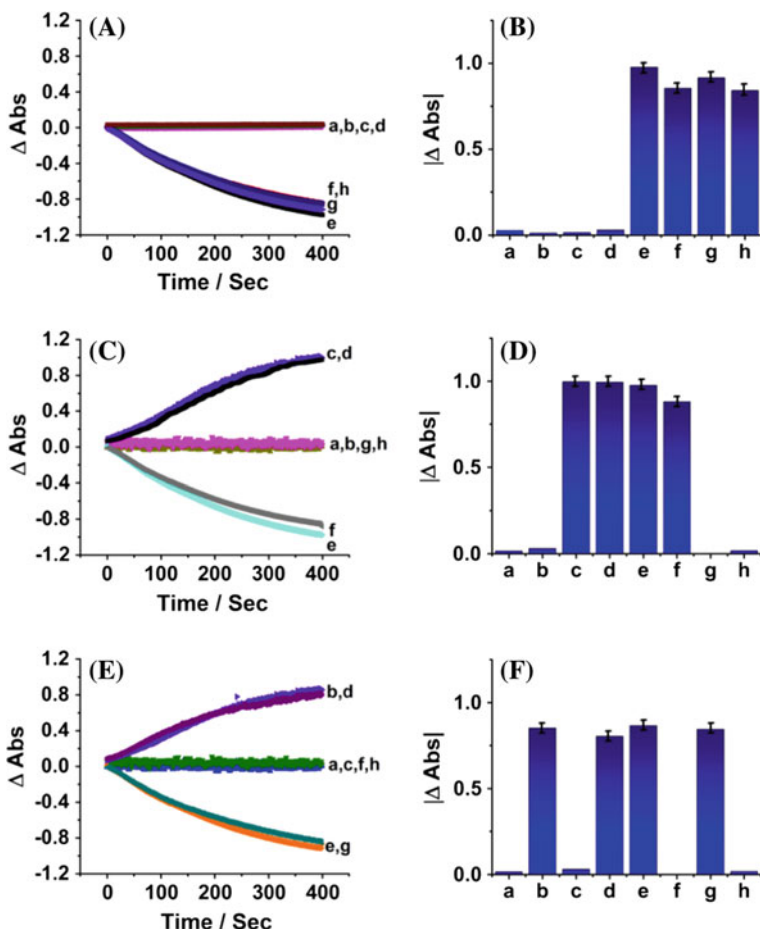 (A)
Δ Abs
1.2
0.8
0.4
0.0
-0.4
-0.8
-1.2
a,b,c,d
f,h
g
e
0 100 200 300 400
Time / Sec
(B)
|Δ Abs|
1.0
0.5
0.0
a b c d e f g h
(C)
Δ Abs
1.2
0.8
0.4
0.0
-0.4
-0.8
-1.2
c,d
a,b,g,h
f
e
0 100 200 300 400
Time / Sec
(D)
|Δ Abs|
1.0
0.5
0.0
a b c d e f g h
(E)
Δ Abs
1.2
0.8
0.4
0.0
-0.4
-0.8
-1.2
b,d
a,c,f,h
e,g
0 100 200 300 400
Time / Sec
(F)
|Δ Abs|
1.0
0.5
0.0
a b c d e f g h